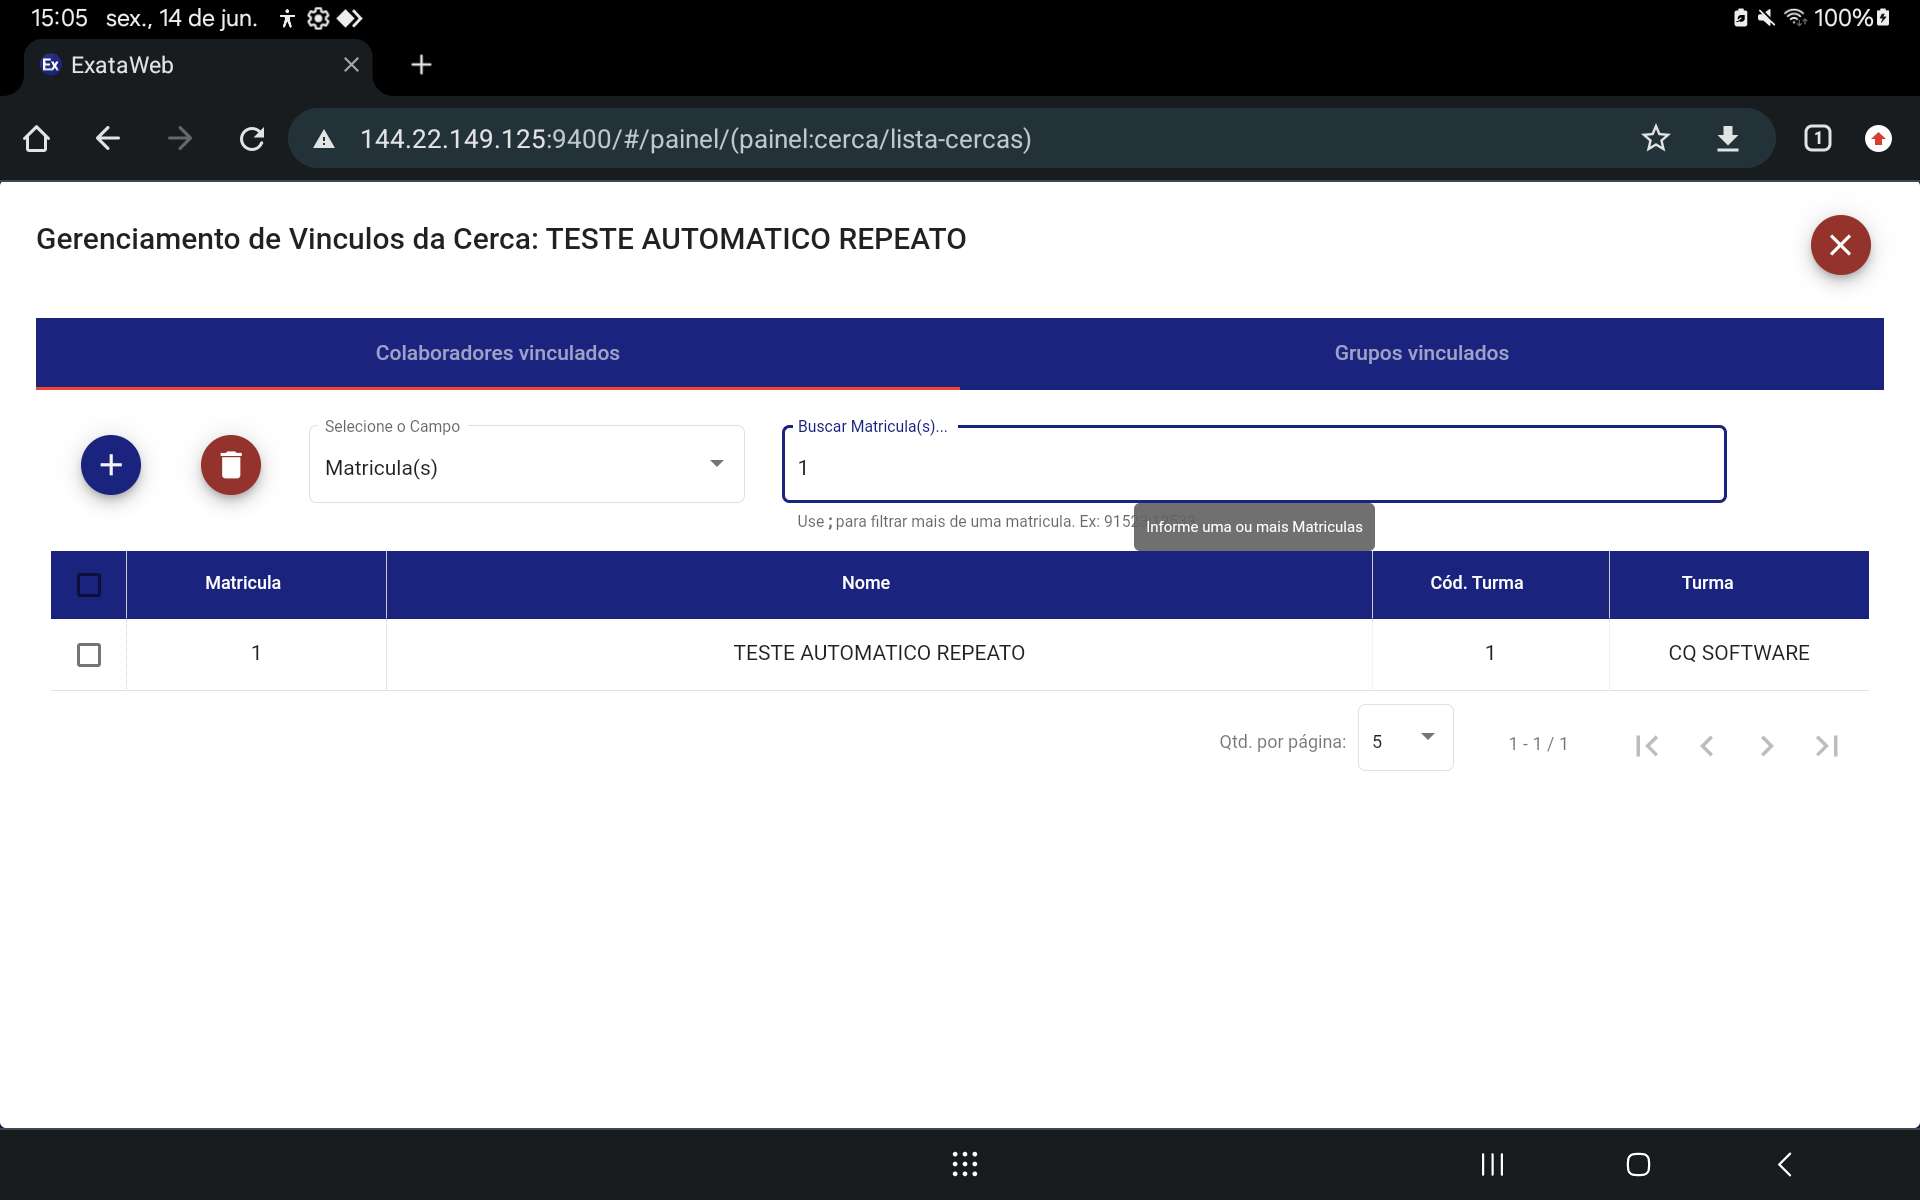 15:05 sex., 14 de jun. 100%
Ex ExataWeb
144.22.149.125:9400/#/painel/(painel:cerca/lista-cercas)
1
Gerenciamento de Vinculos da Cerca: TESTE AUTOMATICO REPEATO
Colaboradores vinculados Grupos vinculados
Selecione o Campo Buscar Matricula(s)...
Matricula(s) 1
Use ; para filtrar mais de uma matricula. Ex:
Informe uma ou mais Matriculas
Matricula Nome Cód. Turma Turma
1 TESTE AUTOMATICO REPEATO 1 CQ SOFTWARE
Qtd. por página: 5 1 - 1 / 1